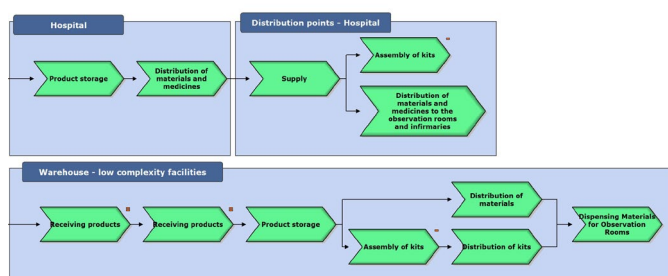 Hospital
Distribution points - Hospital
Product storage
Distribution of
materials and
medicines
Supply
Assembly of kits
Distribution of
materials and
medicines to the
observation rooms
and infirmaries
Warehouse - low complexity facilities
Receiving products
Receiving products
Product storage
Distribution of
materials
Assembly of kits
Distribution of kits
Dispensing Materials
for Observation
Rooms